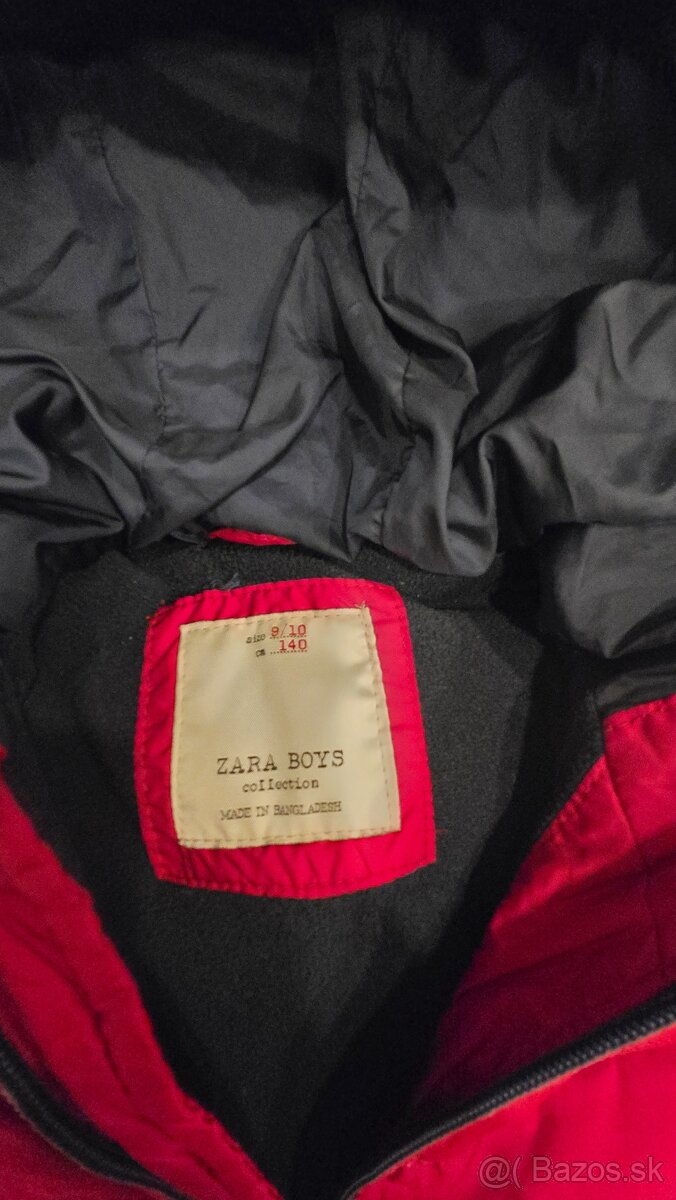 size 9/10
cm 140
ZARA BOYS
collection
MADE IN BANGLADESH
@( Bazos.sk